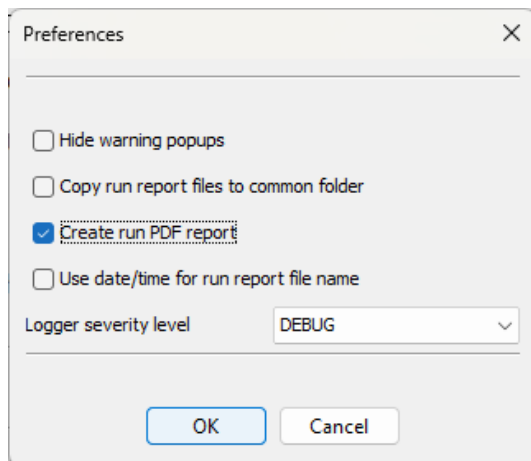 Preferences
Hide warning popups
Copy run report files to common folder
Create run PDF report
Use date/time for run report file name
Logger severity level DEBUG
OK Cancel